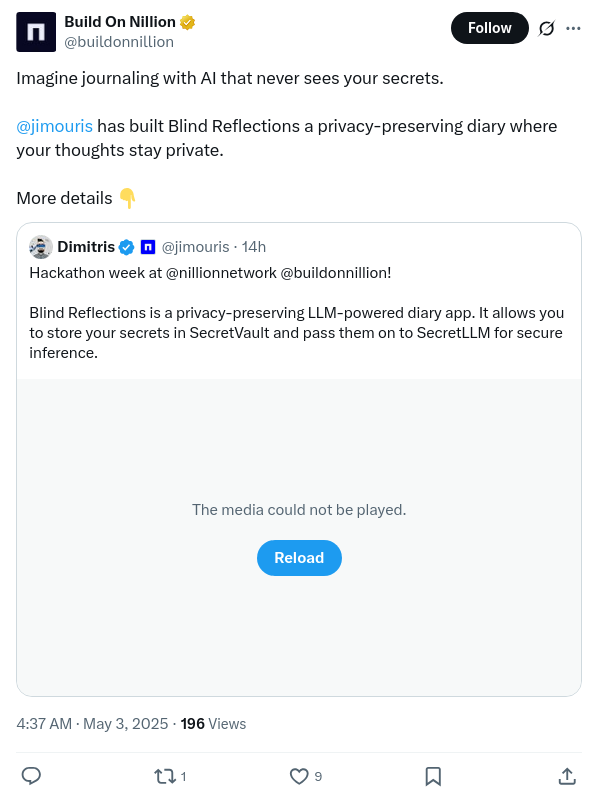 Build On Nillion
@buildonnillion
Follow
Imagine journaling with AI that never sees your secrets.
@jimouris has built Blind Reflections a privacy-preserving diary where
your thoughts stay private.
More details 👇
Dimitris @jimouris · 14h
Hackathon week at @nillionnetwork @buildonnillion!
Blind Reflections is a privacy-preserving LLM-powered diary app. It allows you
to store your secrets in SecretVault and pass them on to SecretLLM for secure
inference.
The media could not be played.
Reload
4:37 AM · May 3, 2025 · 196 Views
1
9